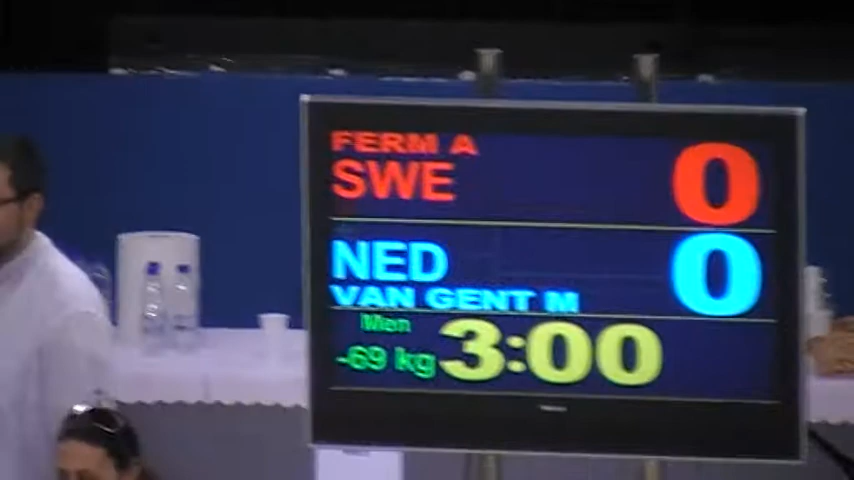 FERM A
SWE 0
NED 0
VAN GENT M
Men
-69 kg 3:00